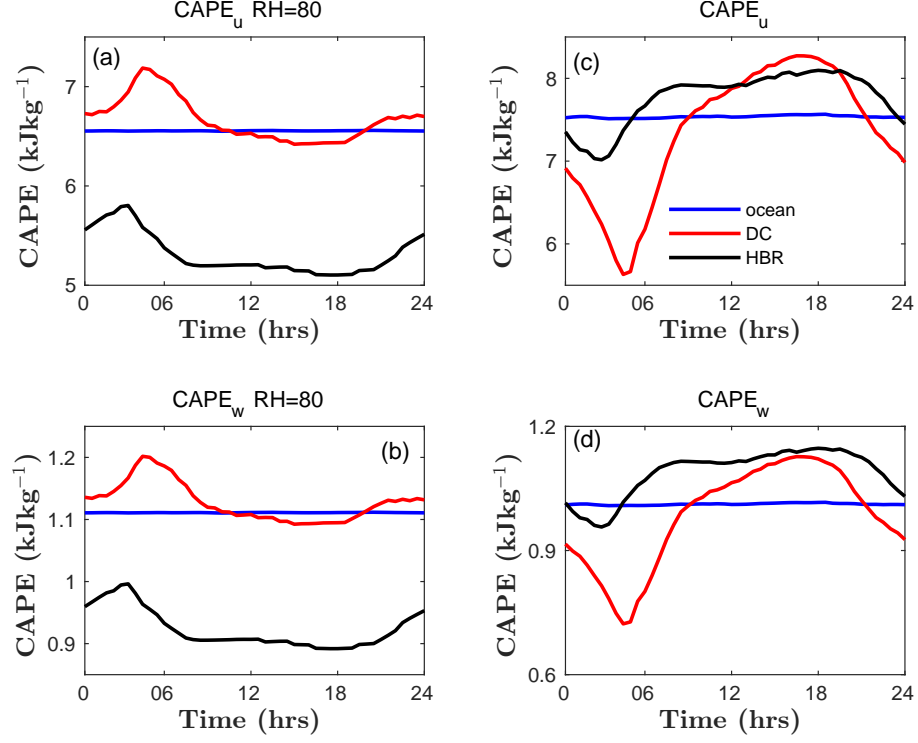 CAPE_u RH=80
(a)
CAPE (kJkg^−1)
7
6
5
0 06 12 18 24
Time (hrs)
CAPE_u
(c)
CAPE (kJkg^−1)
8
7
6
ocean
DC
HBR
0 06 12 18 24
Time (hrs)
CAPE_w RH=80
(b)
CAPE (kJkg^−1)
1.2
1.1
1
0.9
0 06 12 18 24
Time (hrs)
CAPE_w
(d)
CAPE (kJkg^−1)
1.2
0.9
0.6
0 06 12 18 24
Time (hrs)